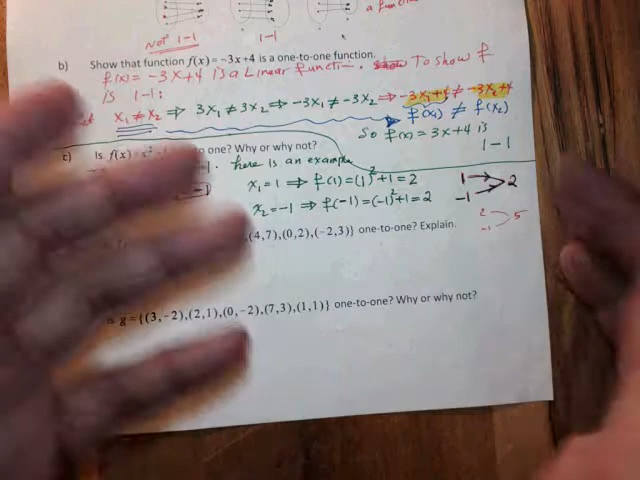 a function
Not 1-1
1-1
b) Show that function f(x) = -3x+4 is a one-to-one function.
f(x) = -3x+4 is a Linear function. To show f
is 1-1:
x₁ ≠ x₂ ⇒ 3x₁ ≠ 3x₂ ⇒ -3x₁ ≠ -3x₂ ⇒ -3x₁+4 ≠ -3x₂+4
f(x₁) ≠ f(x₂)
So f(x) = 3x+4 is
1-1
c) Is f(x) = x² one? Why or why not?
. here is an example
x₁ = 1 ⇒ f(1) = (1)²+1 = 2
1
-1
2
x₂ = -1 ⇒ f(-1) = (-1)²+1 = 2
2
-1
5
,(4,7),(0,2),(-2,3)} one-to-one? Explain.
g = {(3,-2),(2,1),(0,-2),(7,3),(1,1)} one-to-one? Why or why not?